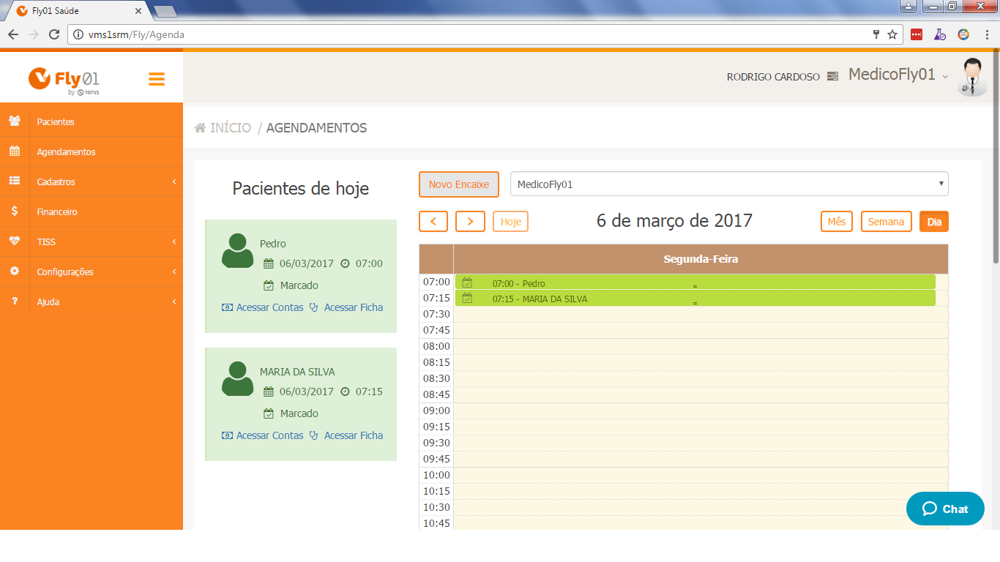 Fly01 Saúde
vms1srm/Fly/Agenda
Fly01
by TOTVS
RODRIGO CARDOSO MedicoFly01
Pacientes
Agendamentos
Cadastros
Financeiro
TISS
Configurações
Ajuda
INÍCIO / AGENDAMENTOS
Pacientes de hoje
Pedro
06/03/2017 07:00
Marcado
Acessar Contas Acessar Ficha
MARIA DA SILVA
06/03/2017 07:15
Marcado
Acessar Contas Acessar Ficha
Novo Encaixe MedicoFly01
< > Hoje 6 de março de 2017 Mês Semana Dia
Segunda-Feira
07:00 07:00 - Pedro =
07:15 07:15 - MARIA DA SILVA =
07:30
07:45
08:00
08:15
08:30
08:45
09:00
09:15
09:30
09:45
10:00
10:15
10:30
10:45
Chat